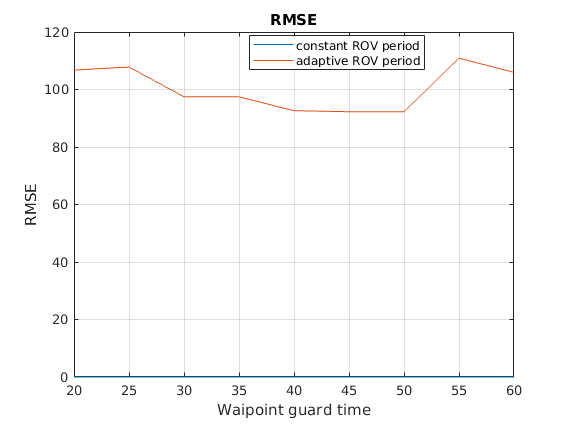 RMSE
constant ROV period
adaptive ROV period
120
100
80
60
40
20
0
RMSE
20 25 30 35 40 45 50 55 60
Waipoint guard time